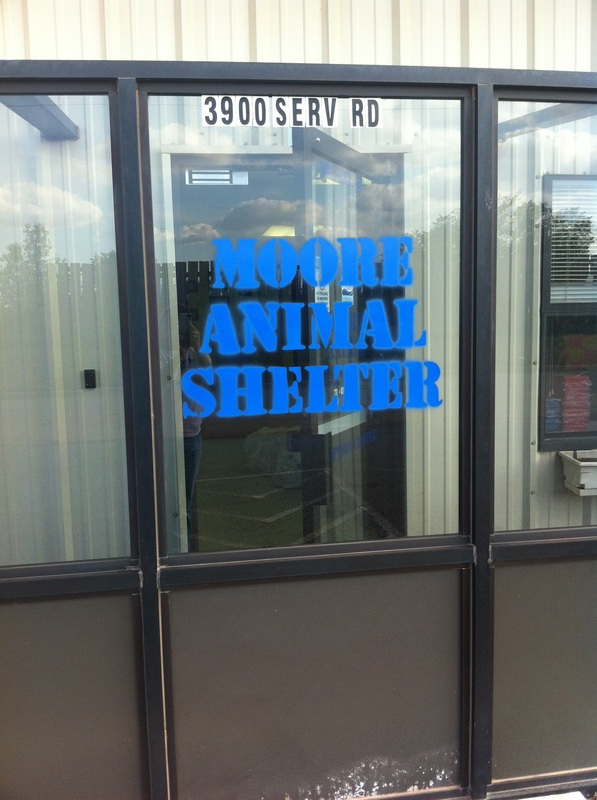 3900 SERV RD
MOORE
ANIMAL
SHELTER